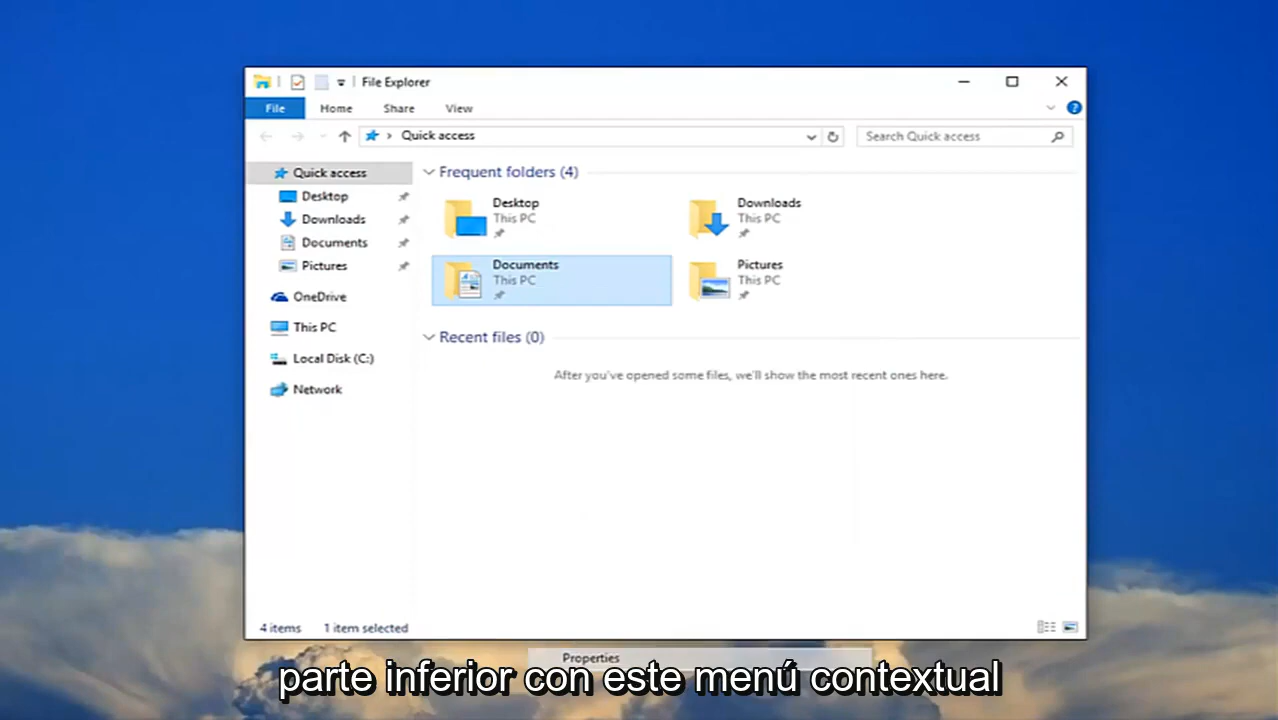 File Explorer
File Home Share View
Quick access
Search Quick access
Quick access
Desktop
Downloads
Documents
Pictures
OneDrive
This PC
Local Disk (C:)
Network
Frequent folders (4)
Desktop
This PC
Downloads
This PC
Documents
This PC
Pictures
This PC
Recent files (0)
After you've opened some files, we'll show the most recent ones here.
4 items 1 item selected
Properties
parte inferior con este menú contextual